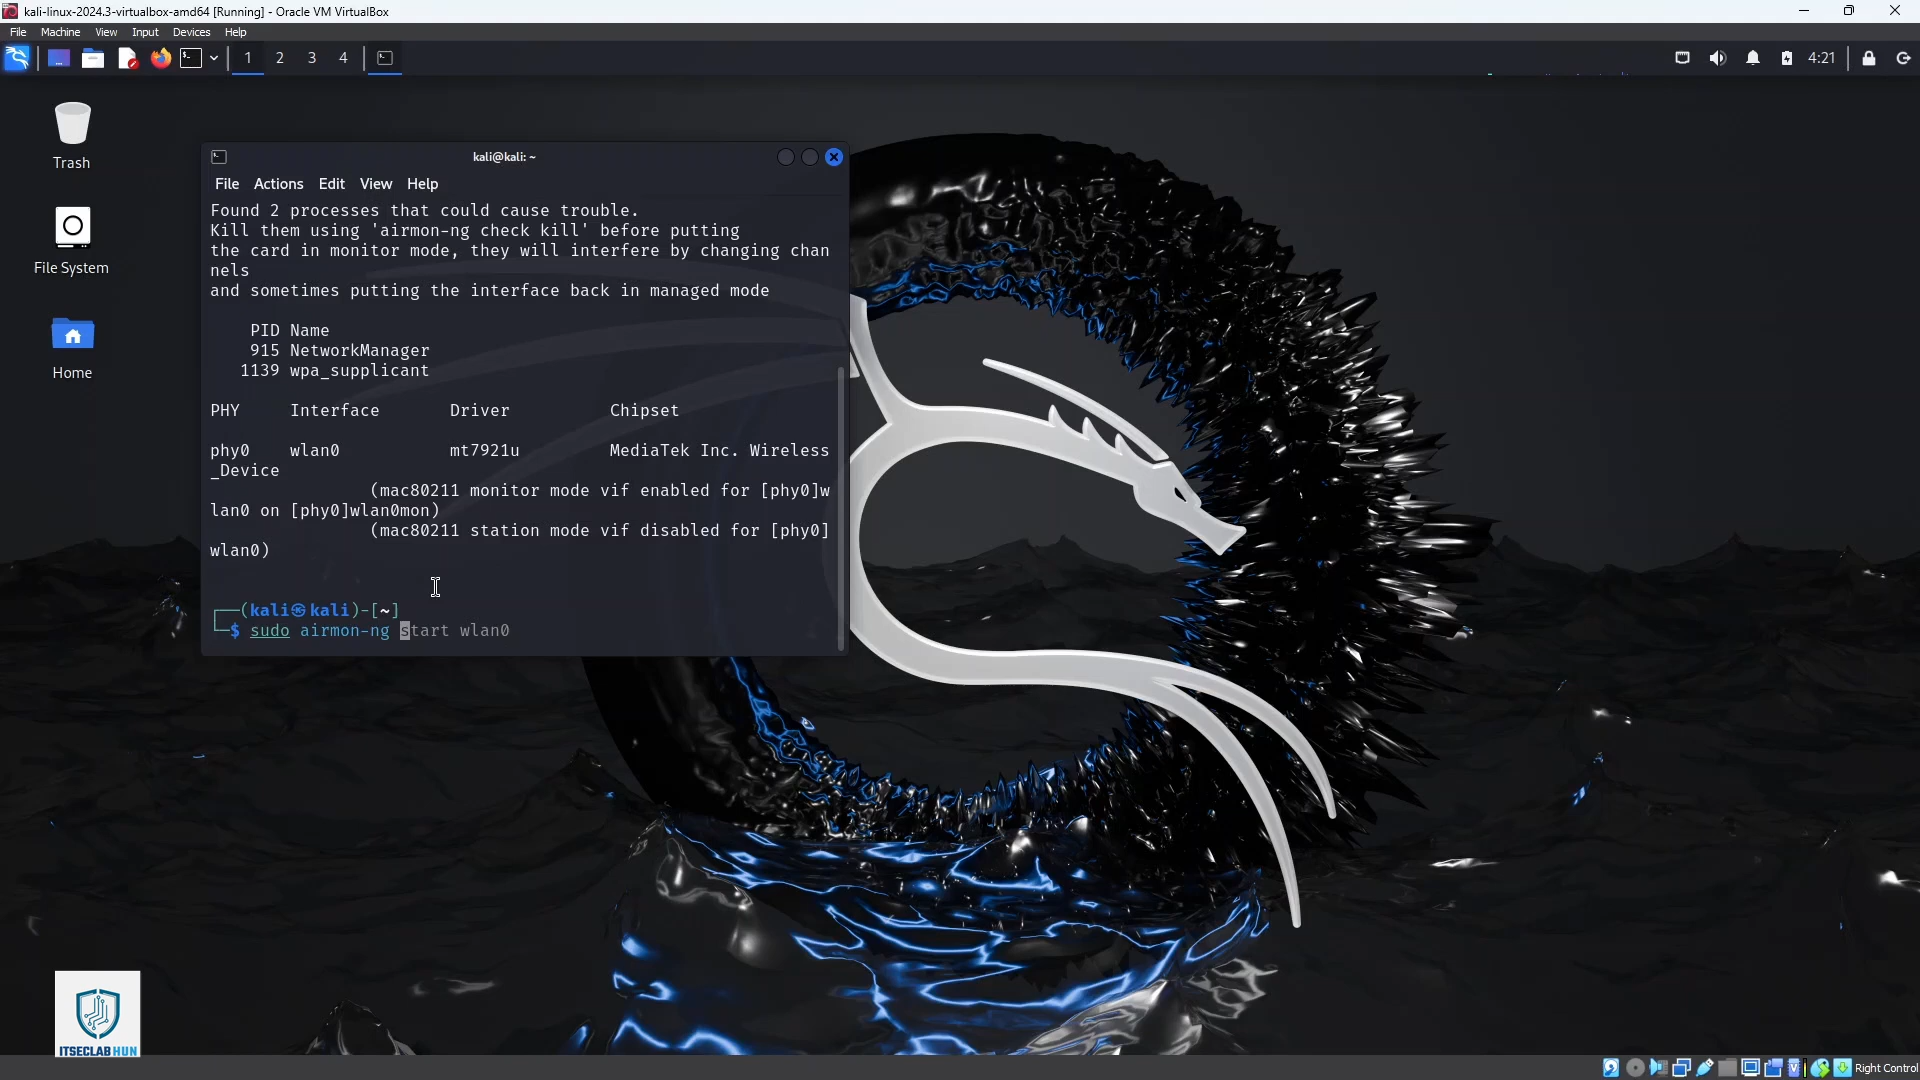 kali-linux-2024.3-virtualbox-amd64 [Running] - Oracle VM VirtualBox
File Machine View Input Devices Help
1 2 3 4 4:21
Trash
File System
Home
kali@kali: ~
File Actions Edit View Help
Found 2 processes that could cause trouble.
Kill them using 'airmon-ng check kill' before putting
the card in monitor mode, they will interfere by changing chan
nels
and sometimes putting the interface back in managed mode
PID Name
915 NetworkManager
1139 wpa_supplicant
PHY Interface Driver Chipset
phy0 wlan0 mt7921u MediaTek Inc. Wireless
_Device
(mac80211 monitor mode vif enabled for [phy0]w
lan0 on [phy0]wlan0mon)
(mac80211 station mode vif disabled for [phy0]
wlan0)
┌──(kali㉿kali)-[~]
└─$ sudo airmon-ng start wlan0
ITSECLAB HUN
Right Control